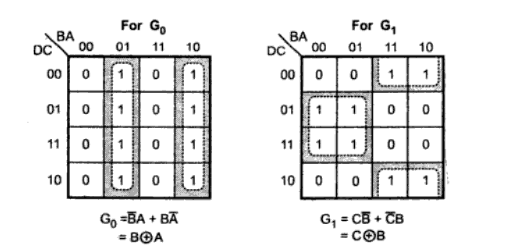 For G₀
BA
DC 00 01 11 10
00 0 1 0 1
01 0 1 0 1
11 0 1 0 1
10 0 1 0 1
G₀ =B̅A + BA̅
= B⊕A
For G₁
BA
DC 00 01 11 10
00 0 0 1 1
01 1 1 0 0
11 1 1 0 0
10 0 0 1 1
G₁ = CB̅ + C̅B
= C⊕B